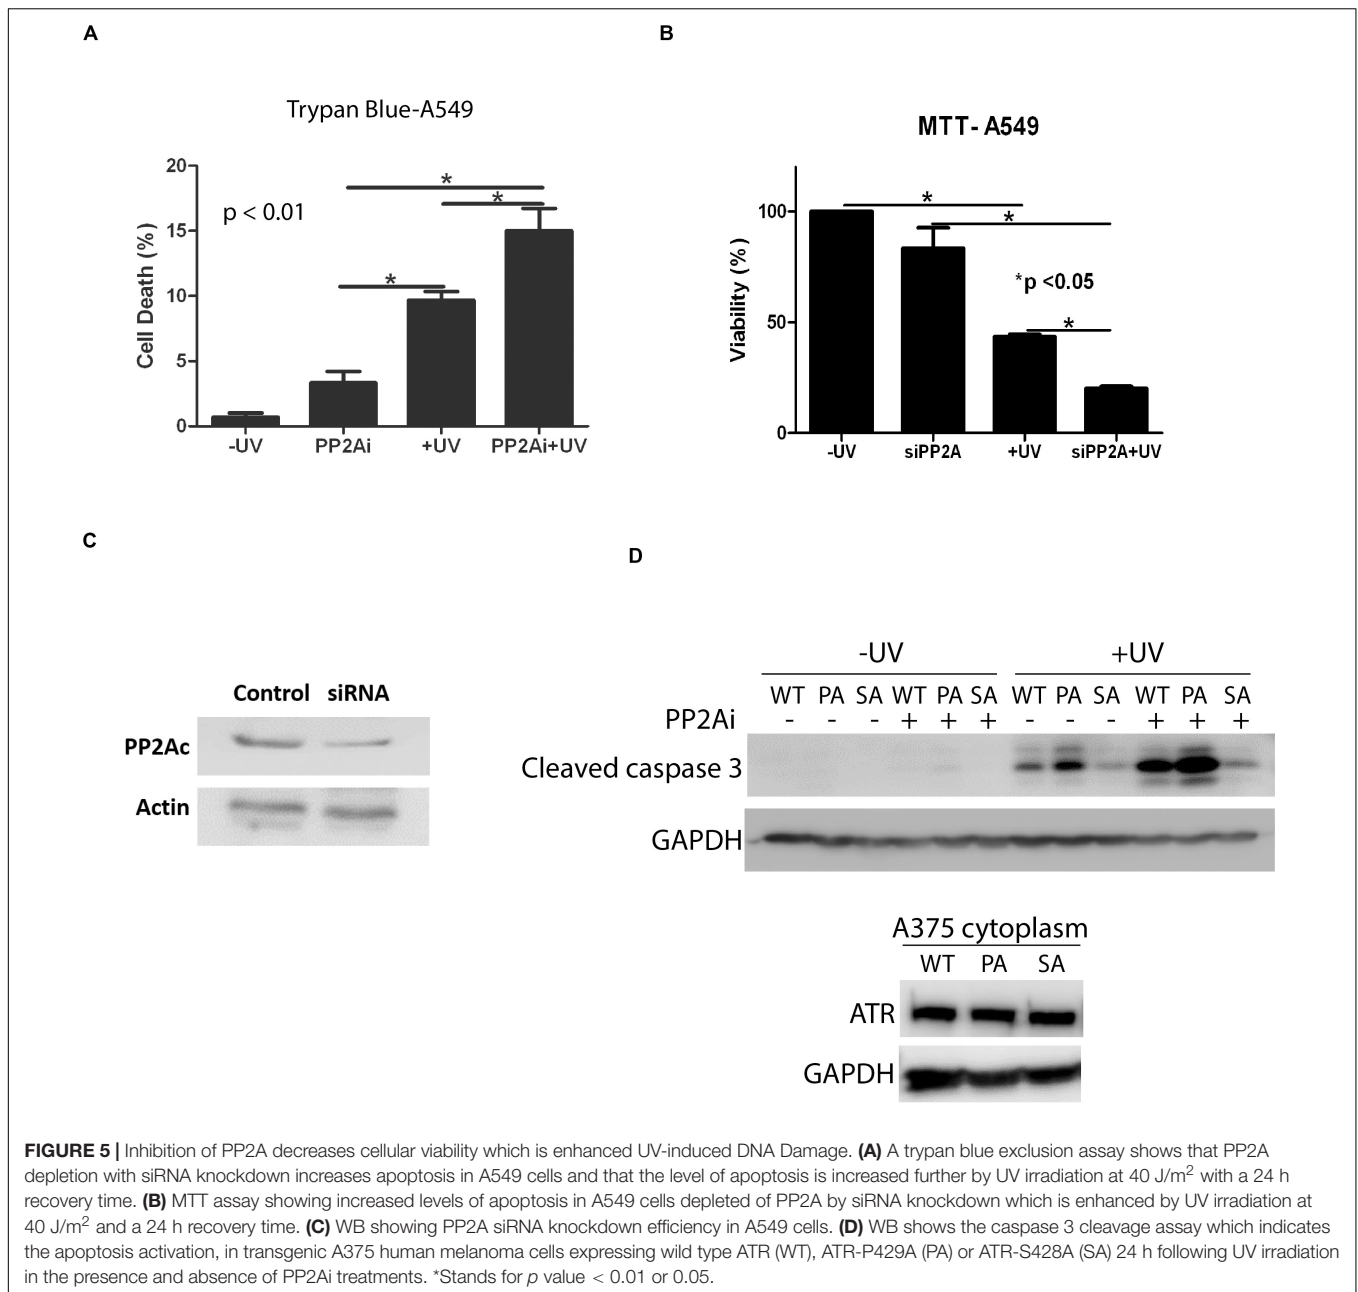 A
Trypan Blue-A549
20
15
10
5
0
Cell Death (%)
p < 0.01
*
*
*
-UV PP2Ai +UV PP2Ai+UV
B
MTT- A549
100
50
0
Viability (%)
*
*
*p <0.05
*
-UV siPP2A +UV siPP2A+UV
C
Control siRNA
PP2Ac
Actin
D
-UV +UV
WT PA SA WT PA SA WT PA SA WT PA SA
PP2Ai - - - + + + - - - + + +
Cleaved caspase 3
GAPDH
A375 cytoplasm
WT PA SA
ATR
GAPDH
FIGURE 5 | Inhibition of PP2A decreases cellular viability which is enhanced UV-induced DNA Damage. (A) A trypan blue exclusion assay shows that PP2A
depletion with siRNA knockdown increases apoptosis in A549 cells and that the level of apoptosis is increased further by UV irradiation at 40 J/m² with a 24 h
recovery time. (B) MTT assay showing increased levels of apoptosis in A549 cells depleted of PP2A by siRNA knockdown which is enhanced by UV irradiation at
40 J/m² and a 24 h recovery time. (C) WB showing PP2A siRNA knockdown efficiency in A549 cells. (D) WB shows the caspase 3 cleavage assay which indicates
the apoptosis activation, in transgenic A375 human melanoma cells expressing wild type ATR (WT), ATR-P429A (PA) or ATR-S428A (SA) 24 h following UV irradiation
in the presence and absence of PP2Ai treatments. *Stands for p value < 0.01 or 0.05.